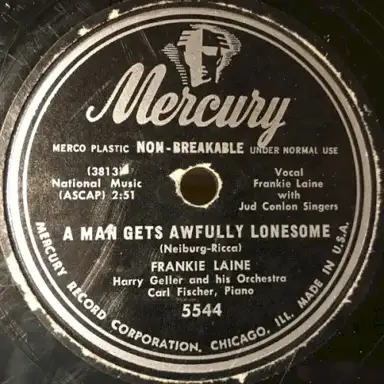 Mercury
MERCO PLASTIC NON-BREAKABLE UNDER NORMAL USE
(3813)
National Music
(ASCAP) 2:51
Vocal
Frankie Laine
with
Jud Conlon Singers
A MAN GETS AWFULLY LONESOME
(Neiburg-Ricca)
FRANKIE LAINE
Harry Geller and his Orchestra
Carl Fischer, Piano
5544
MERCURY RECORD CORPORATION, CHICAGO, ILL. MADE IN U.S.A.